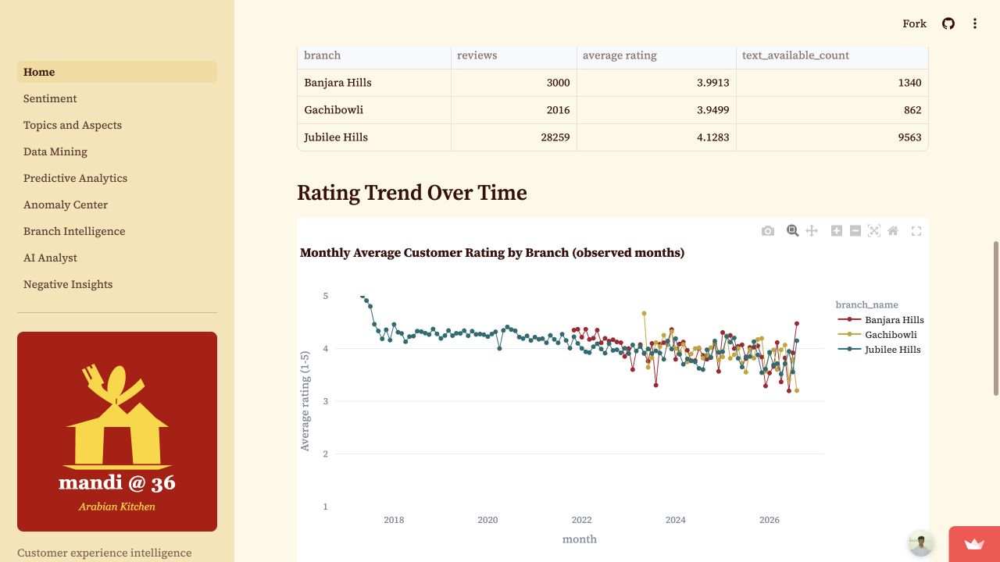 Fork
Home
Sentiment
Topics and Aspects
Data Mining
Predictive Analytics
Anomaly Center
Branch Intelligence
AI Analyst
Negative Insights
mandi @ 36
Arabian Kitchen
Customer experience intelligence
branch reviews average rating text_available_count
Banjara Hills 3000 3.9913 1340
Gachibowli 2016 3.9499 862
Jubilee Hills 28259 4.1283 9563
Rating Trend Over Time
Monthly Average Customer Rating by Branch (observed months)
5
4
3
2
1
Average rating (1-5)
2018 2020 2022 2024 2026
month
branch_name
Banjara Hills
Gachibowli
Jubilee Hills